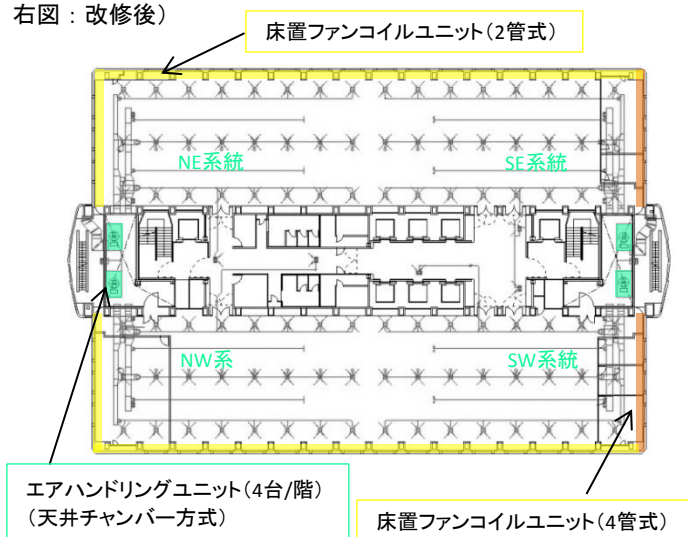 右図：改修後）
床置ファンコイルユニット（2管式）
NE系統
SE系統
NW系
SW系統
エアハンドリングユニット（4台/階）
（天井チャンバー方式）
床置ファンコイルユニット（4管式）